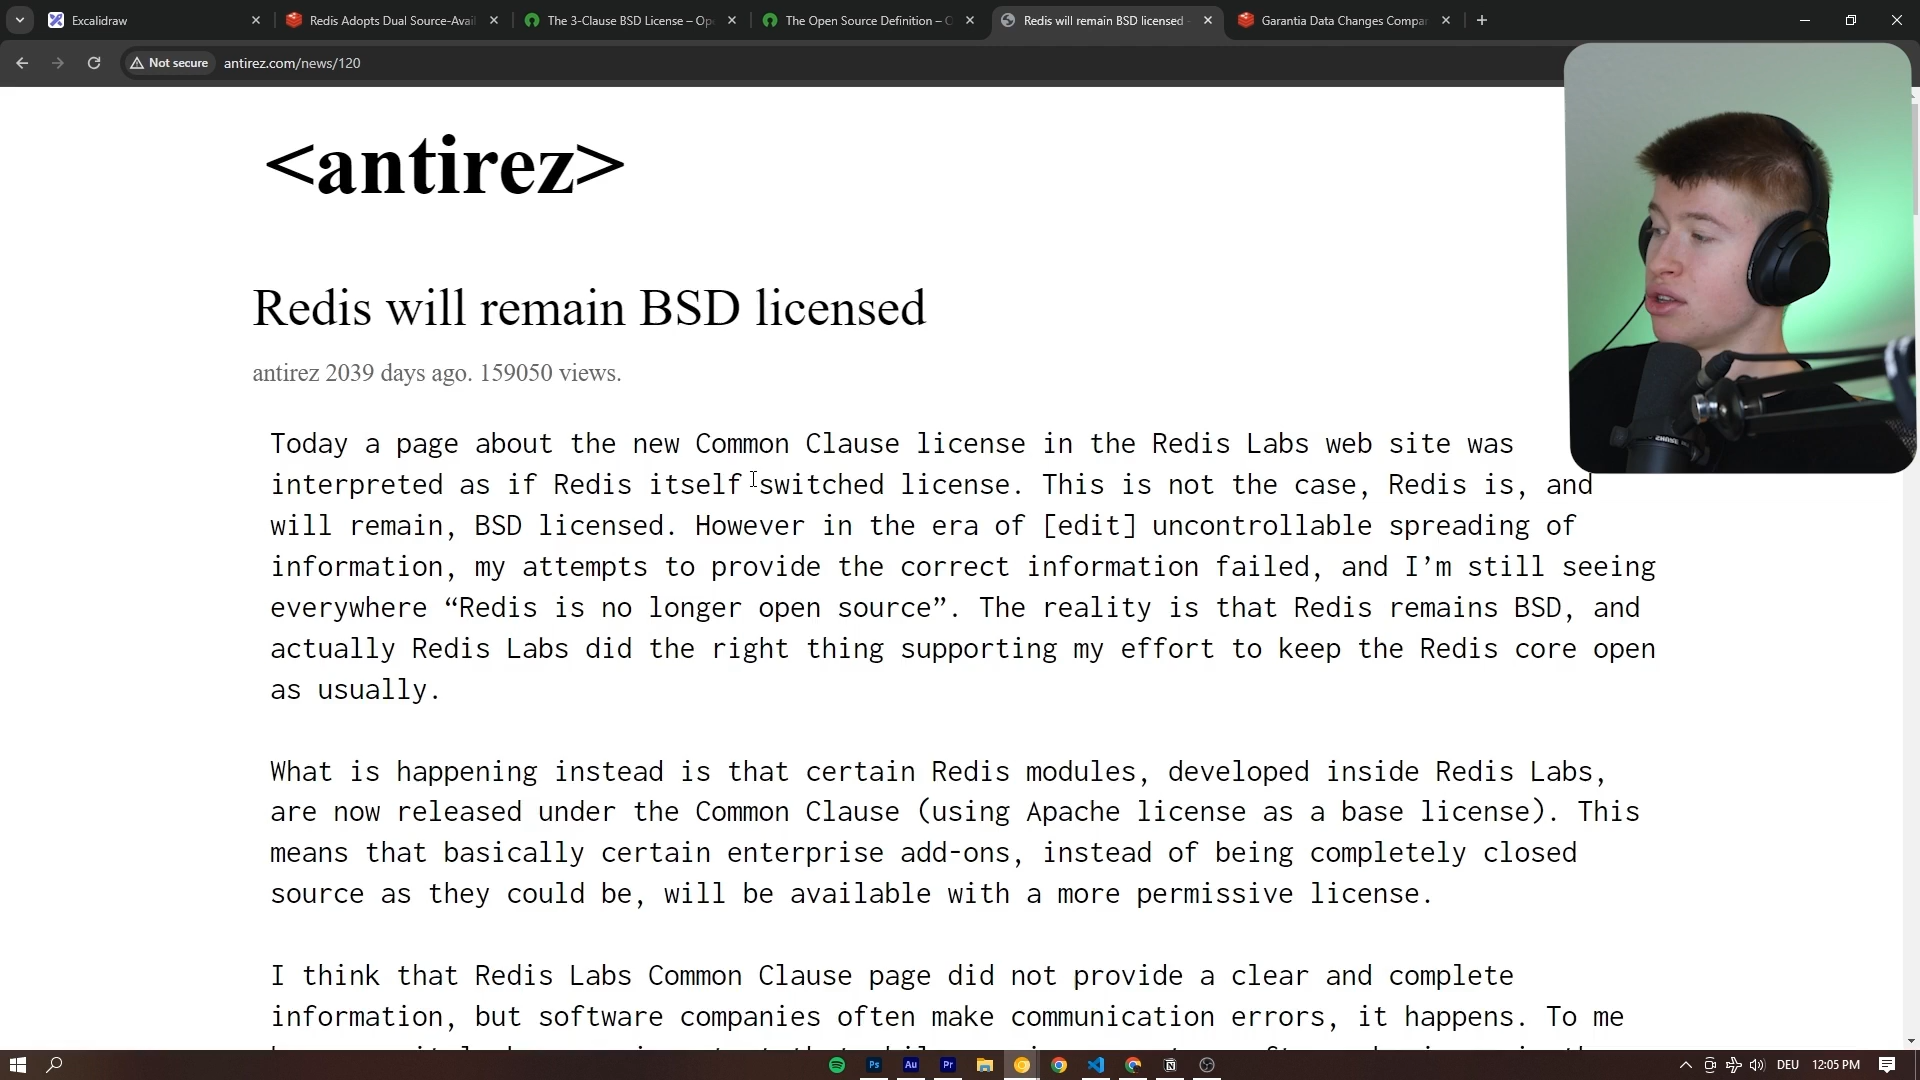 Excalidraw
Redis Adopts Dual Source-Avai
The 3-Clause BSD License – Op
The Open Source Definition – O
Redis will remain BSD licensed -
Garantia Data Changes Compa
Not secure
antirez.com/news/120
<antirez>
Redis will remain BSD licensed
antirez 2039 days ago. 159050 views.
Today a page about the new Common Clause license in the Redis Labs web site was
interpreted as if Redis itself switched license. This is not the case, Redis is, and
will remain, BSD licensed. However in the era of [edit] uncontrollable spreading of
information, my attempts to provide the correct information failed, and I’m still seeing
everywhere “Redis is no longer open source”. The reality is that Redis remains BSD, and
actually Redis Labs did the right thing supporting my effort to keep the Redis core open
as usually.
What is happening instead is that certain Redis modules, developed inside Redis Labs,
are now released under the Common Clause (using Apache license as a base license). This
means that basically certain enterprise add-ons, instead of being completely closed
source as they could be, will be available with a more permissive license.
I think that Redis Labs Common Clause page did not provide a clear and complete
information, but software companies often make communication errors, it happens. To me
Ps
Au
Pr
DEU
12:05 PM